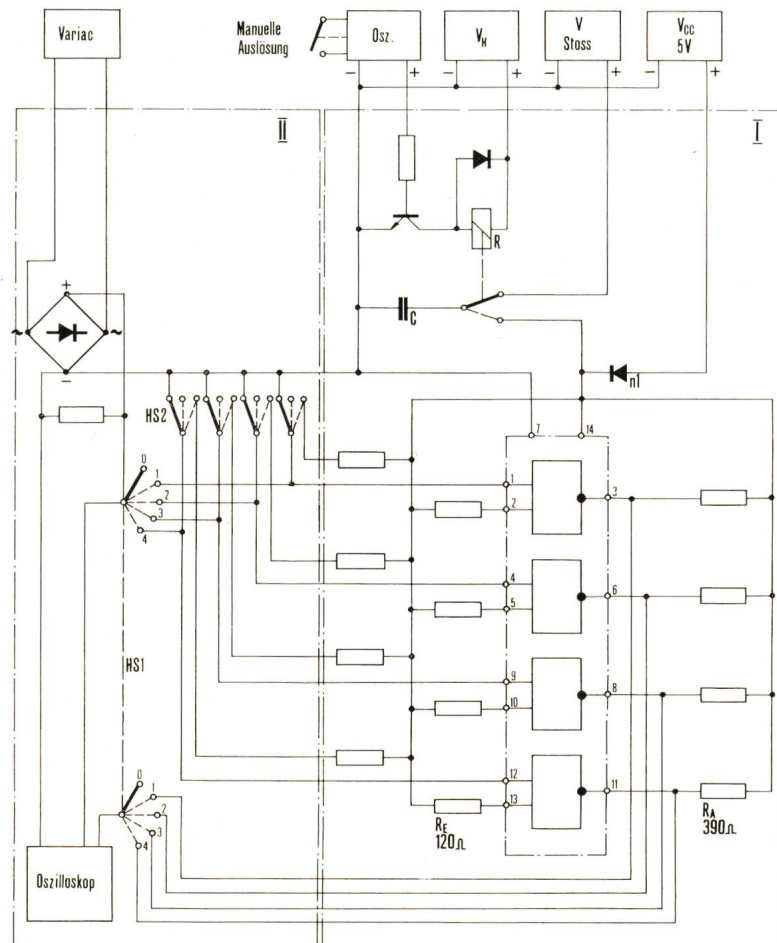 Variac
Manuelle
Auslösung
Osz.
V_H
V
Stoss
V_CC
5V
− + − + − + − +
II
I
R
C
n1
+
~ ~
−
HS2
7 14
0
1
2
3
4
1
2
3
4
5
6
9
10
8
12
13
11
HS1
0
1
2
3
4
R_E
120Ω
R_A
390Ω
Oszilloskop